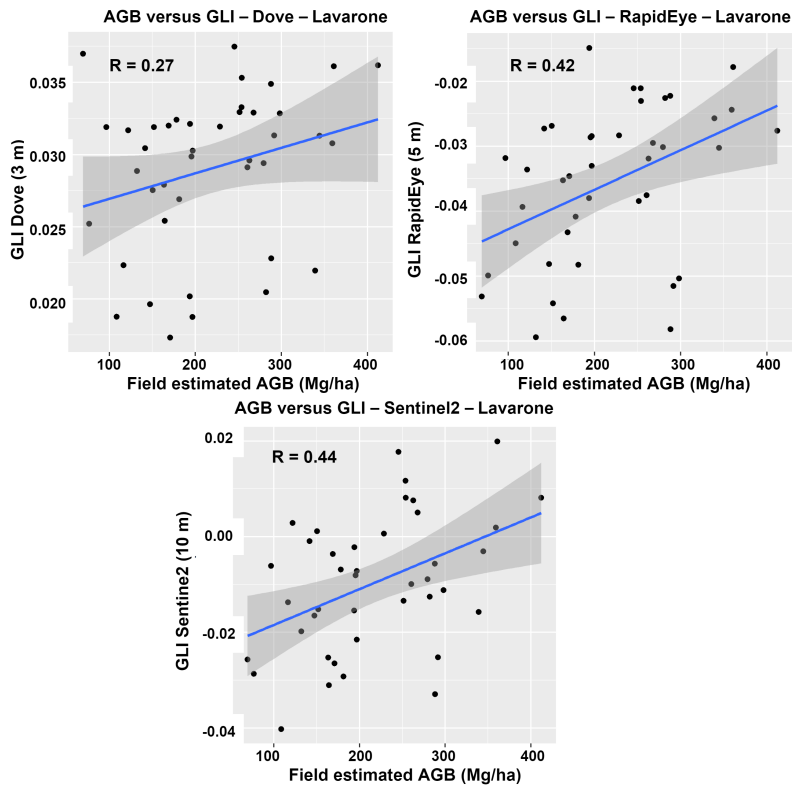 AGB versus GLI – Dove – Lavarone
R = 0.27
GLI Dove (3 m)
0.035
0.030
0.025
0.020
100 200 300 400
Field estimated AGB (Mg/ha)
AGB versus GLI – RapidEye – Lavarone
R = 0.42
GLI RapidEye (5 m)
-0.02
-0.03
-0.04
-0.05
-0.06
100 200 300 400
Field estimated AGB (Mg/ha)
AGB versus GLI – Sentinel2 – Lavarone
R = 0.44
GLI Sentine2 (10 m)
0.02
0.00
-0.02
-0.04
100 200 300 400
Field estimated AGB (Mg/ha)